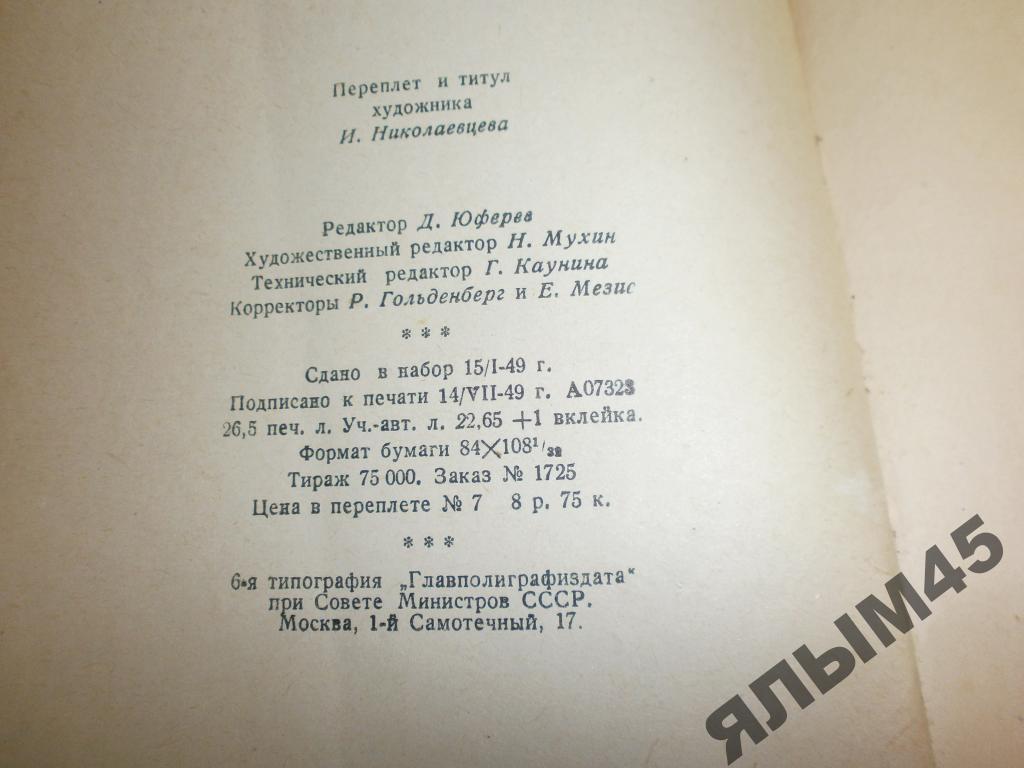 Переплет и титул
художника
И. Николаевцева
Редактор Д. Юферев
Художественный редактор Н. Мухин
Технический редактор Г. Каунина
Корректоры Р. Гольденберг и Е. Мезис
* * *
Сдано в набор 15/I-49 г.
Подписано к печати 14/VII-49 г. А07323
26,5 печ. л. Уч.-авт. л. 22,65 +1 вклейка.
Формат бумаги 84×108¹/₃₂
Тираж 75 000. Заказ № 1725
Цена в переплете № 7 8 р. 75 к.
* * *
6-я типография „Главполиграфиздата“
при Совете Министров СССР.
Москва, 1-й Самотечный, 17.
ЯЛЫМ45